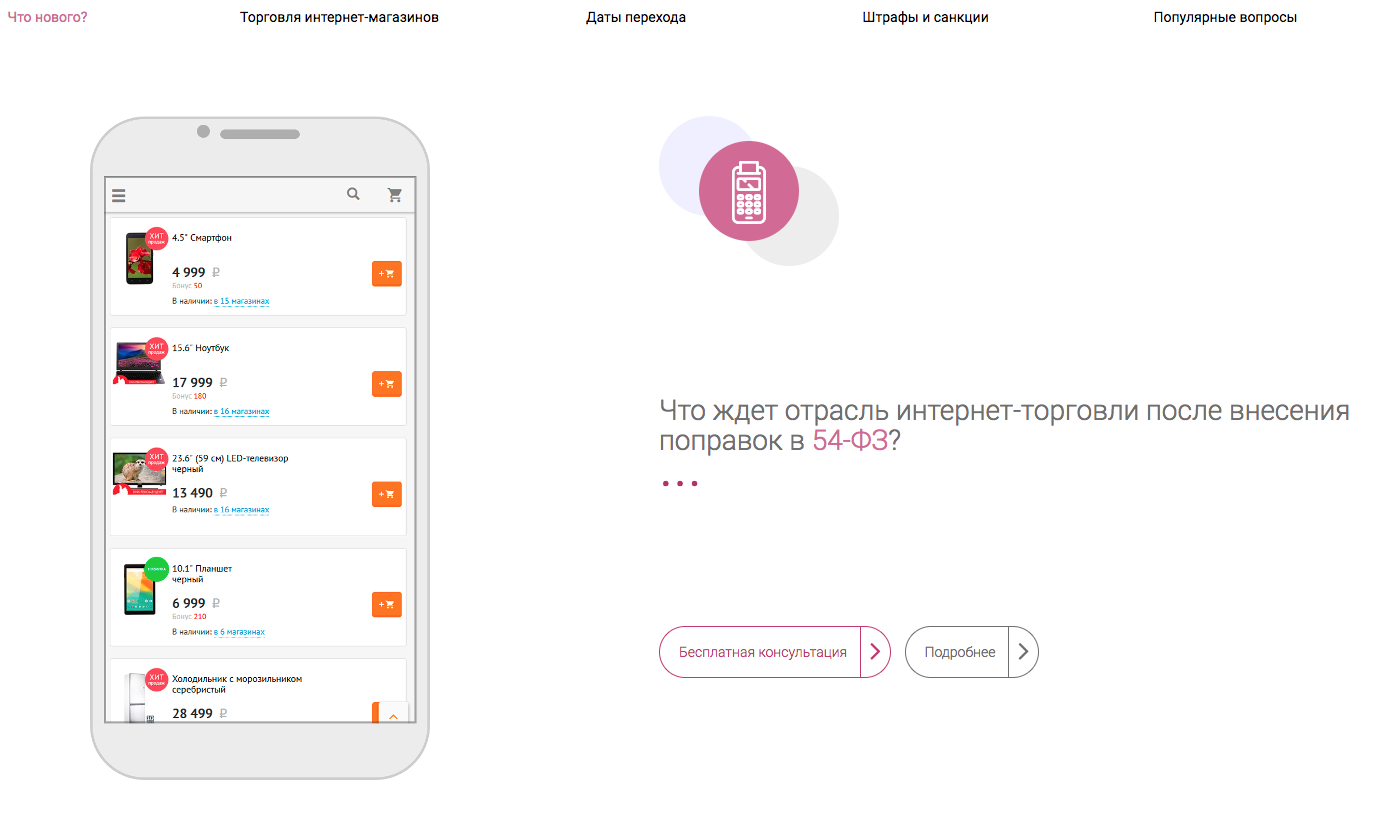 Что нового?
Торговля интернет-магазинов
Даты перехода
Штрафы и санкции
Популярные вопросы
ХИТ
продаж
4.5" Смартфон
4 999 ₽
Бонус 50
В наличии: в 15 магазинах
ХИТ
продаж
15.6" Ноутбук
17 999 ₽
Бонус 180
В наличии: в 16 магазинах
ХИТ
продаж
23.6" (59 см) LED-телевизор
черный
13 490 ₽
В наличии: в 16 магазинах
10.1" Планшет
черный
6 999 ₽
Бонус 210
В наличии: в 6 магазинах
ХИТ
продаж
Холодильник с морозильником
серебристый
28 499 ₽
Что ждет отрасль интернет-торговли после внесения
поправок в 54-ФЗ?
Бесплатная консультация
Подробнее